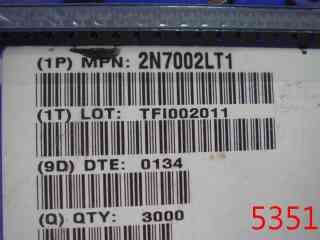 (1P) MPN: 2N7002LT1
(1T) LOT: TFI002011
(9D) DTE: 0134
(Q) QTY: 3000
5351